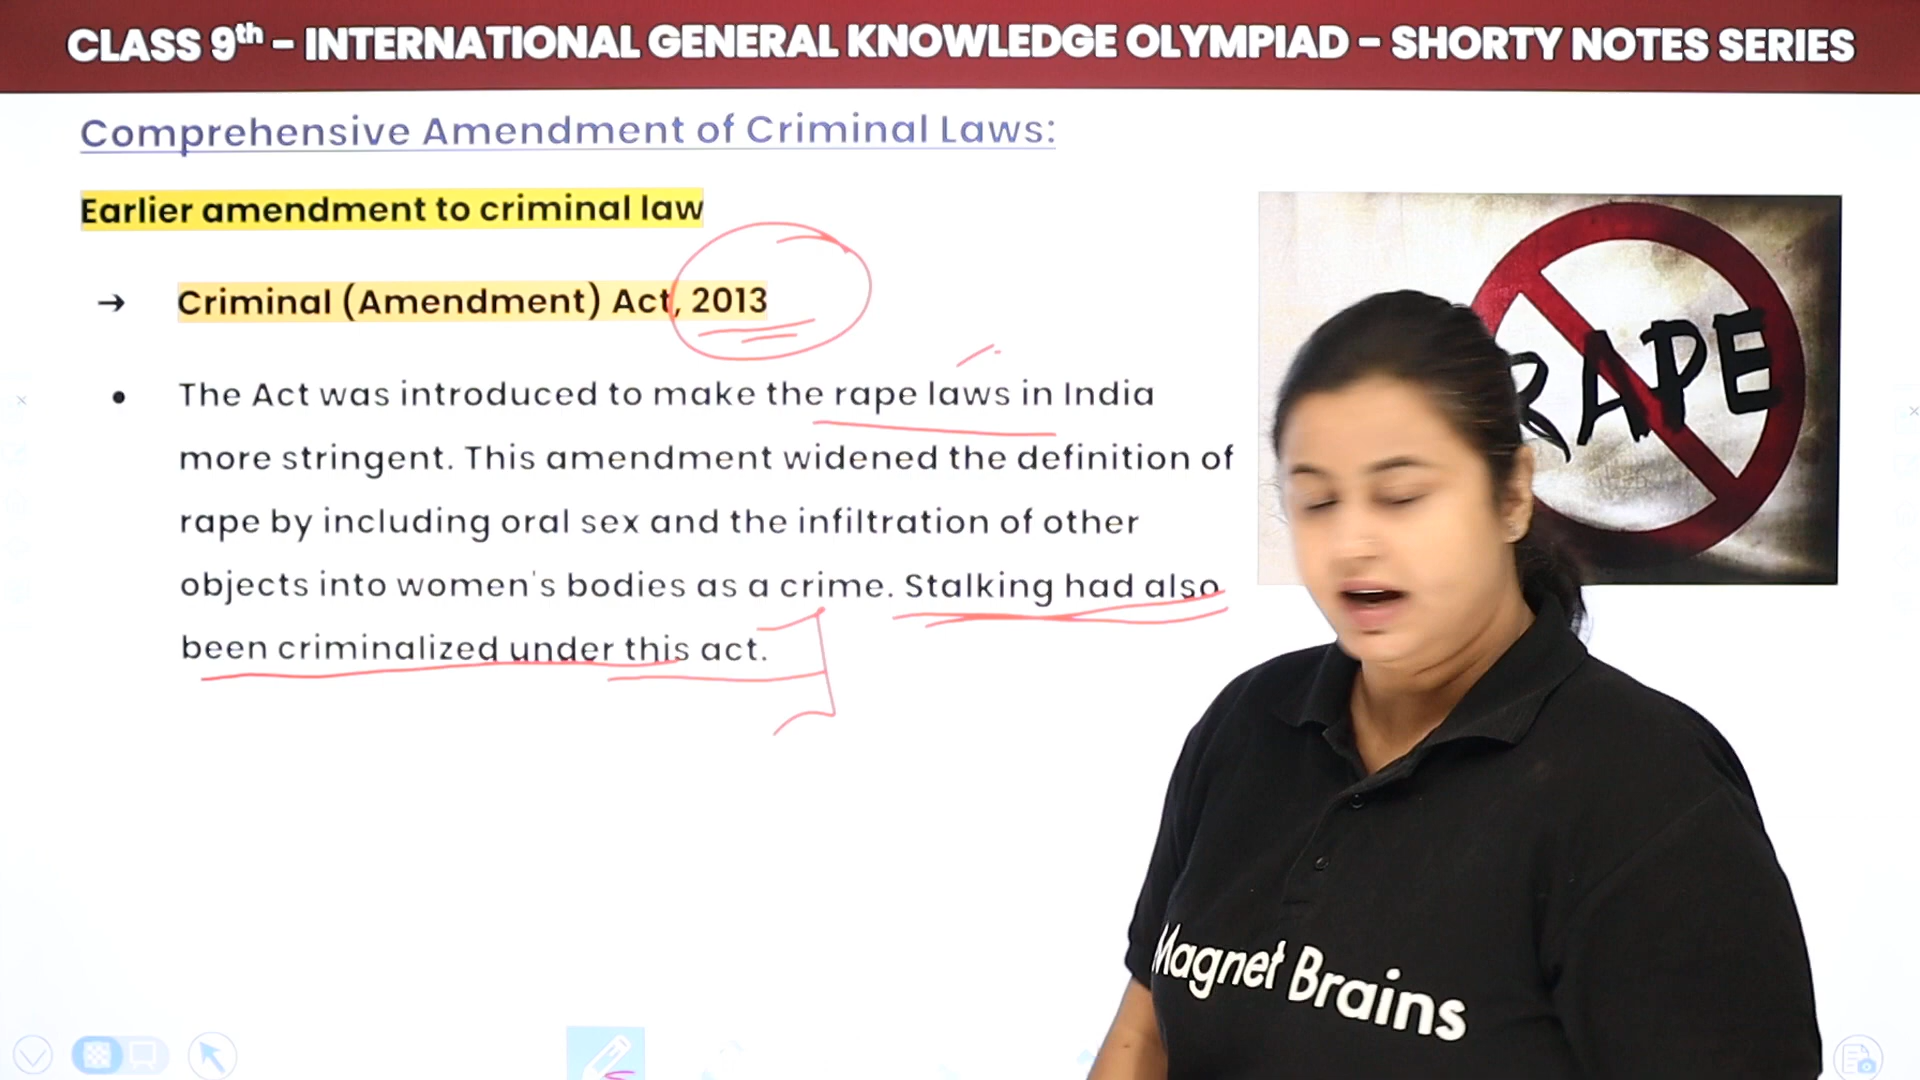 CLASS 9th - INTERNATIONAL GENERAL KNOWLEDGE OLYMPIAD - SHORTY NOTES SERIES
Comprehensive Amendment of Criminal Laws:
Earlier amendment to criminal law
→ Criminal (Amendment) Act, 2013
• The Act was introduced to make the rape laws in India
more stringent. This amendment widened the definition of
rape by including oral sex and the infiltration of other
objects into women's bodies as a crime. Stalking had also
been criminalized under this act.
RAPE
Magnet Brains